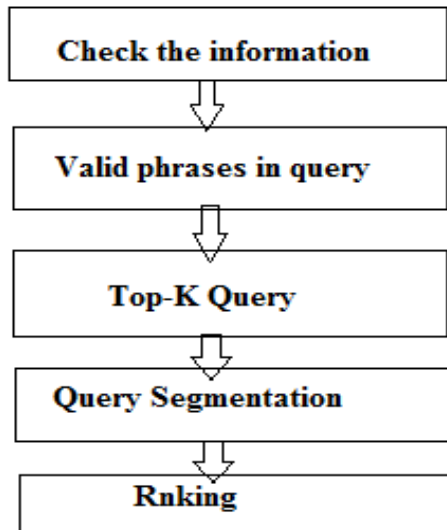 Check the information
Valid phrases in query
Top-K Query
Query Segmentation
Rnking